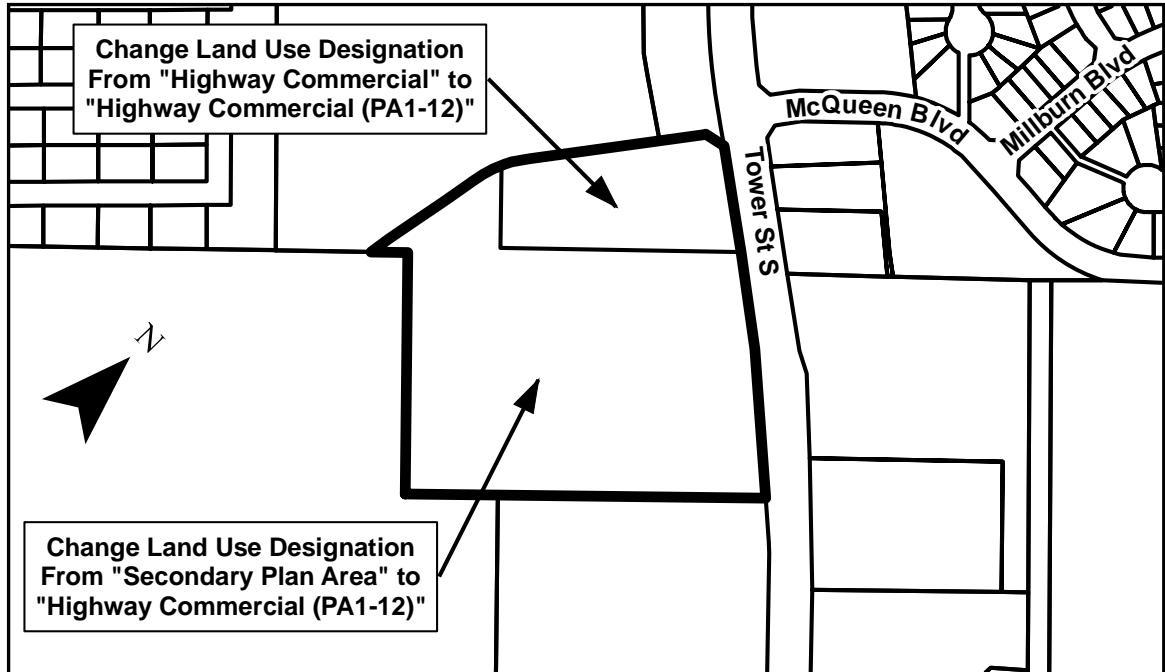 Change Land Use Designation
From "Highway Commercial" to
"Highway Commercial (PA1-12)"
McQueen Blvd
Millburn Blvd
Tower St S
N
Change Land Use Designation
From "Secondary Plan Area" to
"Highway Commercial (PA1-12)"